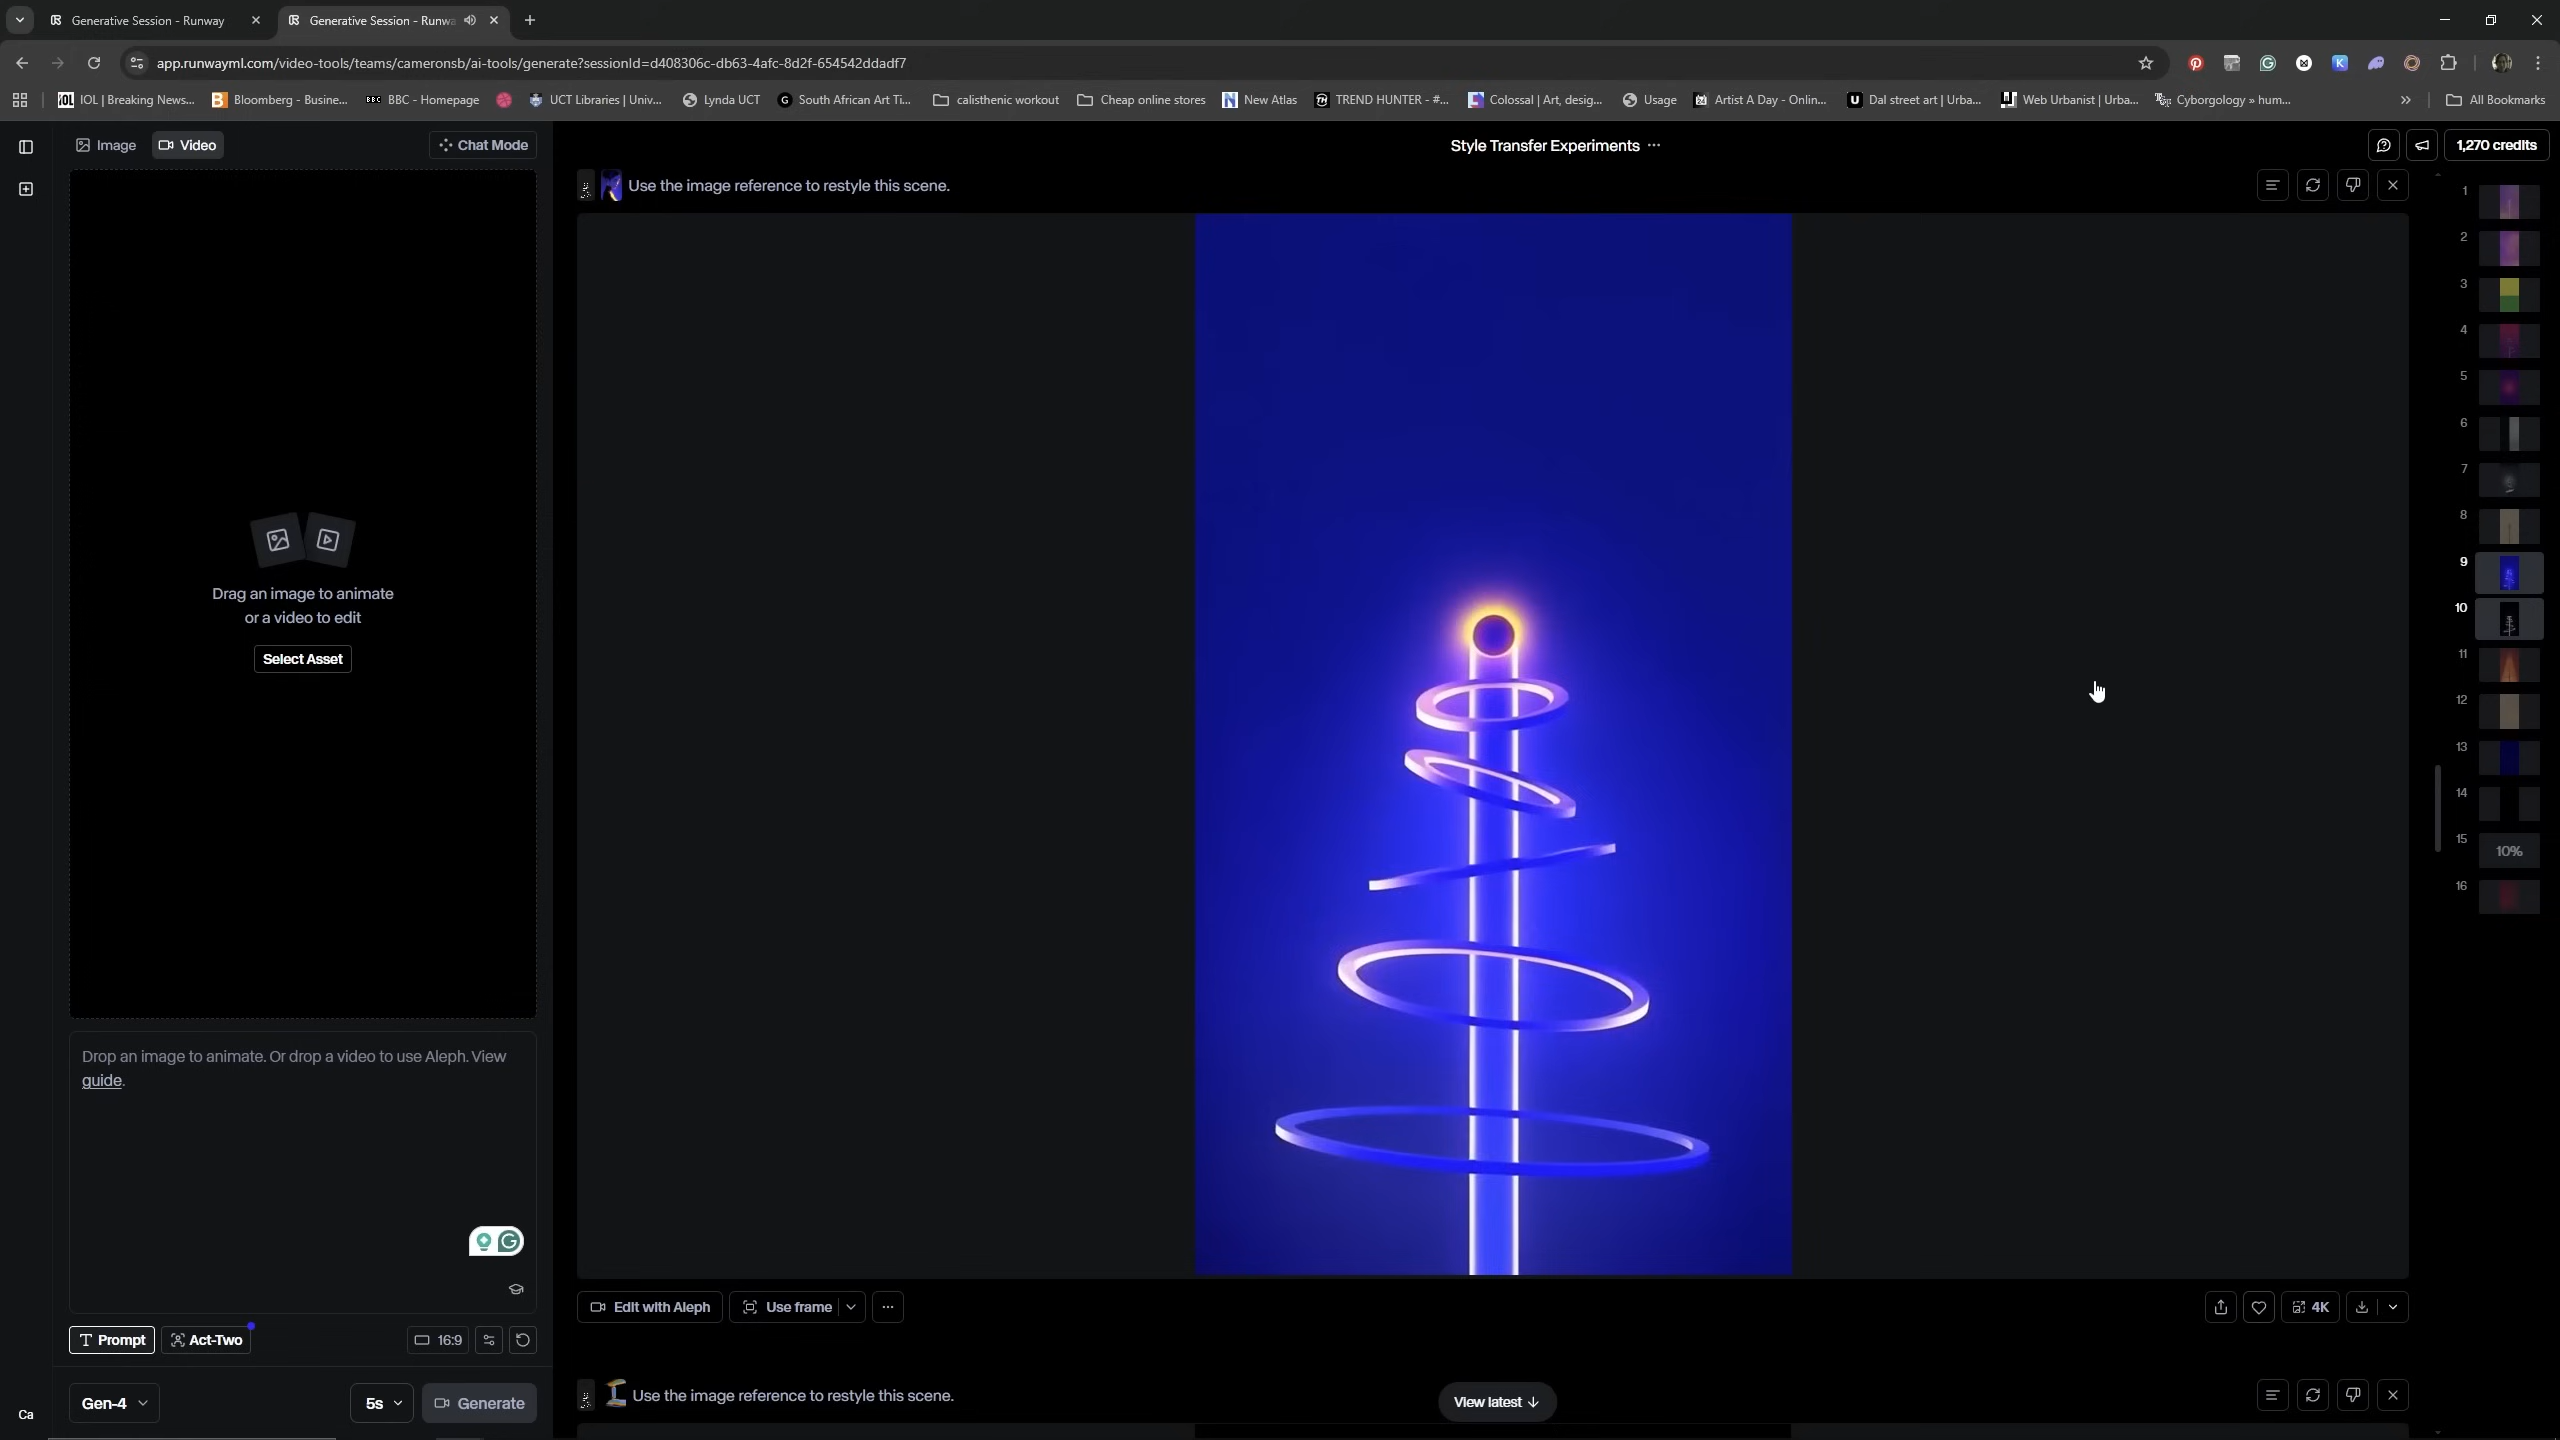 Generative Session - Runway
Generative Session - Runwa
app.runwayml.com/video-tools/teams/cameronsb/ai-tools/generate?sessionId=d408306c-db63-4afc-8d2f-654542ddadf7
IOL | Breaking News...
Bloomberg - Busine...
BBC - Homepage
UCT Libraries | Univ...
Lynda UCT
South African Art Ti...
calisthenic workout
Cheap online stores
New Atlas
TREND HUNTER - #...
Colossal | Art, desig...
Usage
Artist A Day - Onlin...
Dal street art | Urba...
Web Urbanist | Urba...
Cyborgology » hum...
All Bookmarks
Image
Video
Chat Mode
Style Transfer Experiments
1,270 credits
Use the image reference to restyle this scene.
Drag an image to animate
or a video to edit
Select Asset
1
2
3
4
5
6
7
8
9
10
11
12
13
14
15
10%
16
Drop an image to animate. Or drop a video to use Aleph. View
guide.
Edit with Aleph
Use frame
4K
Prompt
Act-Two
16:9
Use the image reference to restyle this scene.
View latest
Gen-4
5s
Generate
Ca